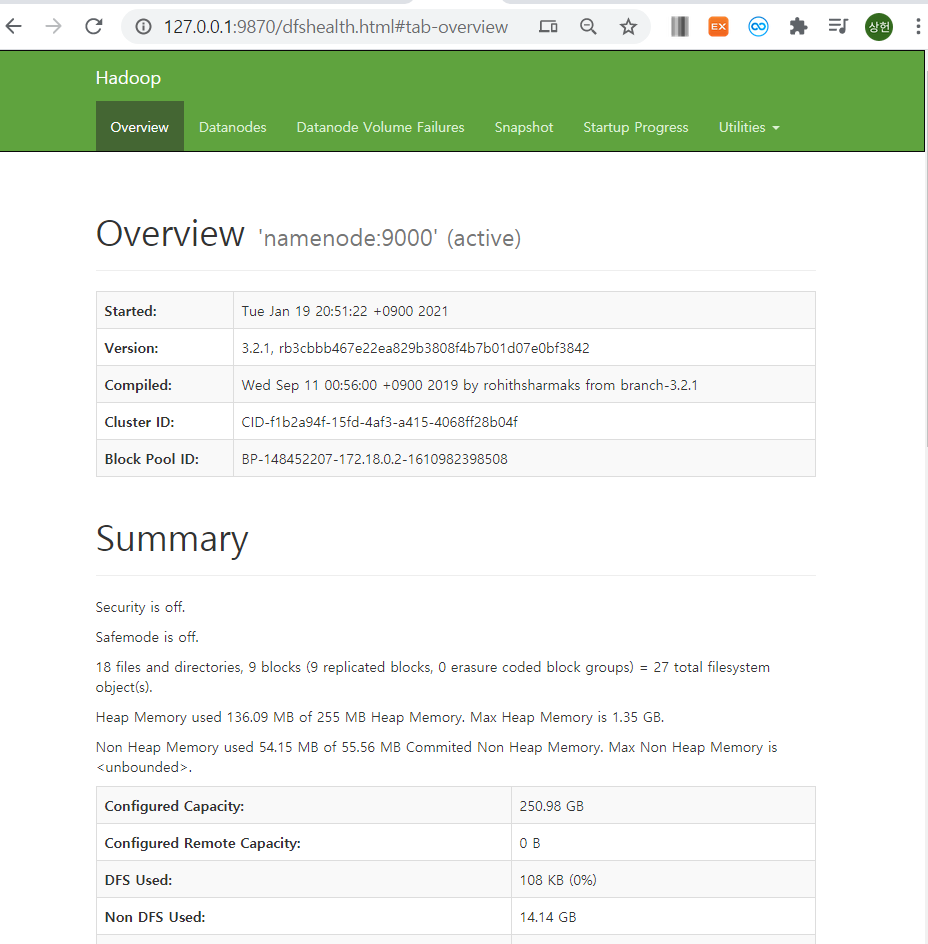 127.0.0.1:9870/dfshealth.html#tab-overview
EX
상헌
Hadoop
Overview Datanodes Datanode Volume Failures Snapshot Startup Progress Utilities
Overview 'namenode:9000' (active)
Started: Tue Jan 19 20:51:22 +0900 2021
Version: 3.2.1, rb3cbbb467e22ea829b3808f4b7b01d07e0bf3842
Compiled: Wed Sep 11 00:56:00 +0900 2019 by rohithsharmaks from branch-3.2.1
Cluster ID: CID-f1b2a94f-15fd-4af3-a415-4068ff28b04f
Block Pool ID: BP-148452207-172.18.0.2-1610982398508
Summary
Security is off.
Safemode is off.
18 files and directories, 9 blocks (9 replicated blocks, 0 erasure coded block groups) = 27 total filesystem
object(s).
Heap Memory used 136.09 MB of 255 MB Heap Memory. Max Heap Memory is 1.35 GB.
Non Heap Memory used 54.15 MB of 55.56 MB Commited Non Heap Memory. Max Non Heap Memory is
<unbounded>.
Configured Capacity: 250.98 GB
Configured Remote Capacity: 0 B
DFS Used: 108 KB (0%)
Non DFS Used: 14.14 GB